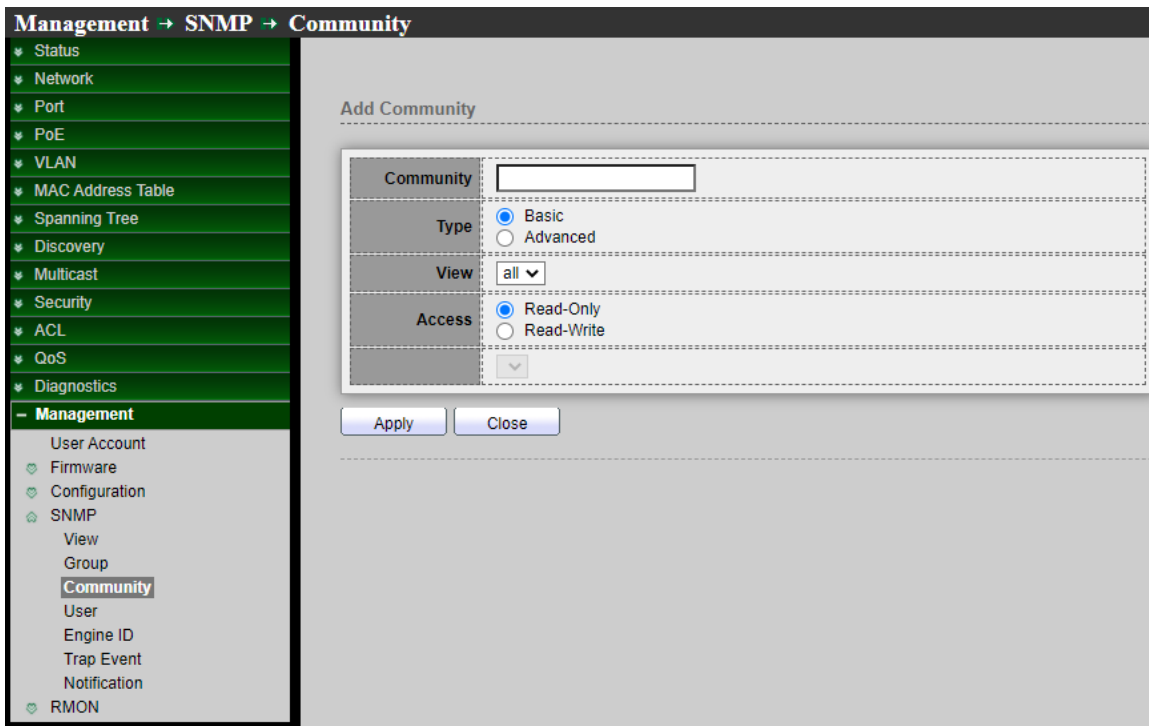 Management → SNMP → Community
Status
Network
Port
PoE
VLAN
MAC Address Table
Spanning Tree
Discovery
Multicast
Security
ACL
QoS
Diagnostics
Management
User Account
Firmware
Configuration
SNMP
View
Group
Community
User
Engine ID
Trap Event
Notification
RMON
Add Community
Community
Type
Basic
Advanced
View
all
Access
Read-Only
Read-Write
Apply
Close